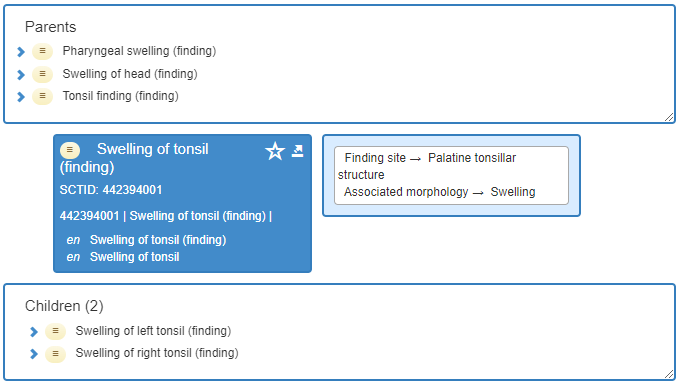 Parents
Pharyngeal swelling (finding)
Swelling of head (finding)
Tonsil finding (finding)
Swelling of tonsil
(finding)
SCTID: 442394001
442394001 | Swelling of tonsil (finding) |
en Swelling of tonsil (finding)
en Swelling of tonsil
Finding site → Palatine tonsillar
structure
Associated morphology → Swelling
Children (2)
Swelling of left tonsil (finding)
Swelling of right tonsil (finding)